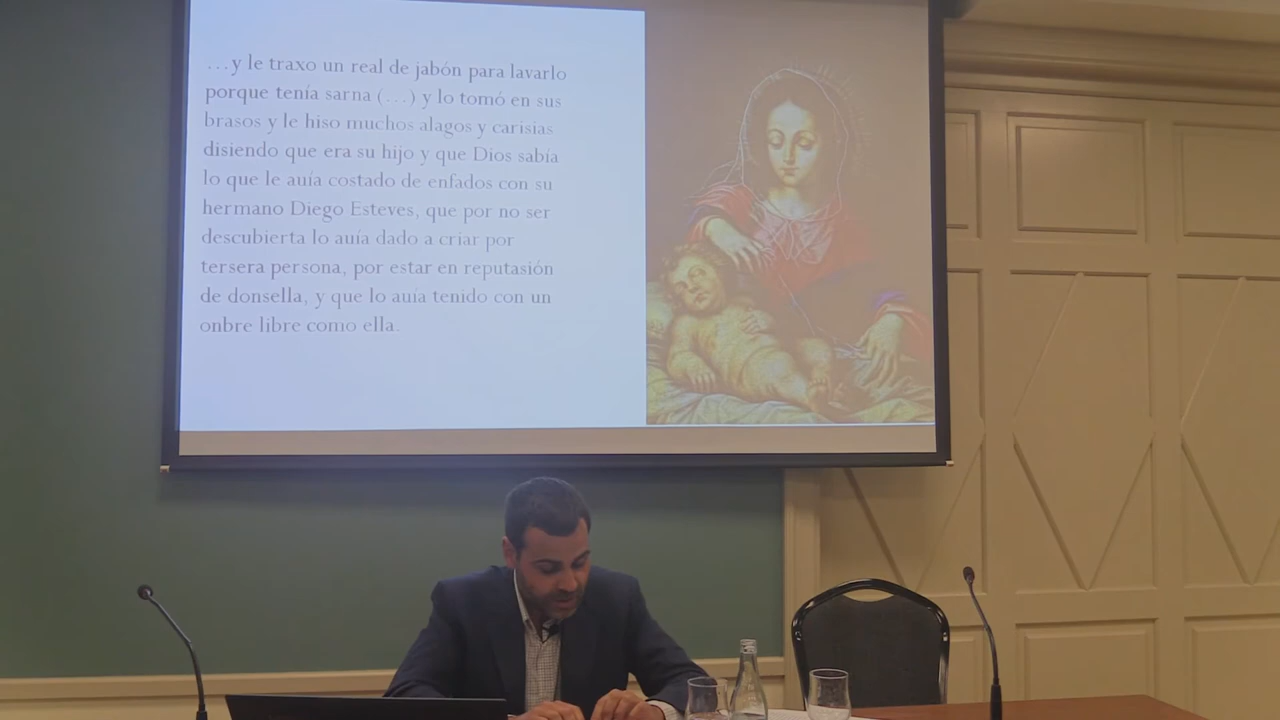 …y le traxo un real de jabón para lavarlo
porque tenía sarna (…) y lo tomó en sus
brasos y le hiso muchos alagos y carisias
disiendo que era su hijo y que Dios sabía
lo que le auía costado de enfados con su
hermano Diego Esteves, que por no ser
descubierta lo auía dado a criar por
tersera persona, por estar en reputasión
de donsella, y que lo auía tenido con un
onbre libre como ella.